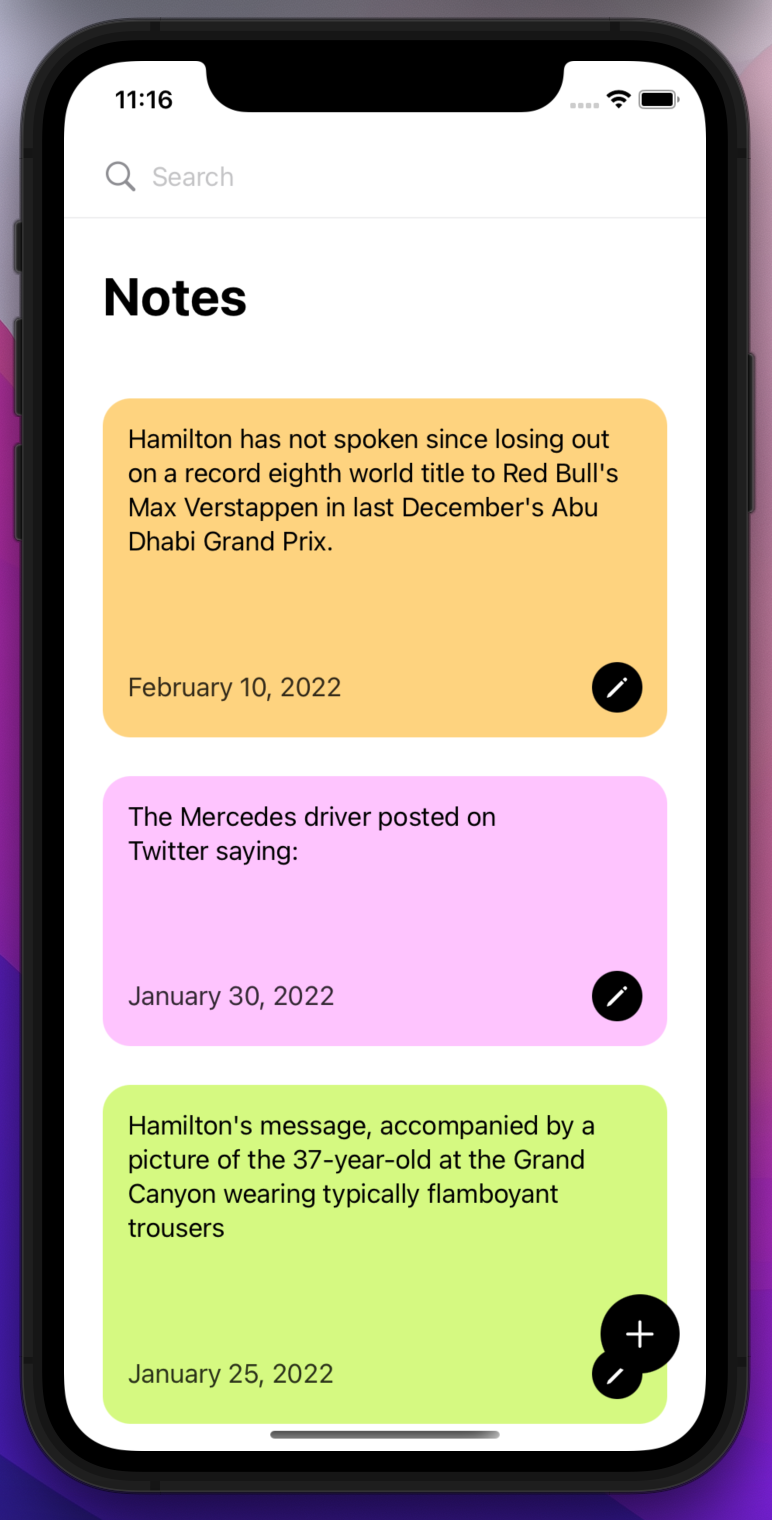 11:16
Search
Notes
Hamilton has not spoken since losing out
on a record eighth world title to Red Bull's
Max Verstappen in last December's Abu
Dhabi Grand Prix.
February 10, 2022
The Mercedes driver posted on
Twitter saying:
January 30, 2022
Hamilton's message, accompanied by a
picture of the 37-year-old at the Grand
Canyon wearing typically flamboyant
trousers
January 25, 2022